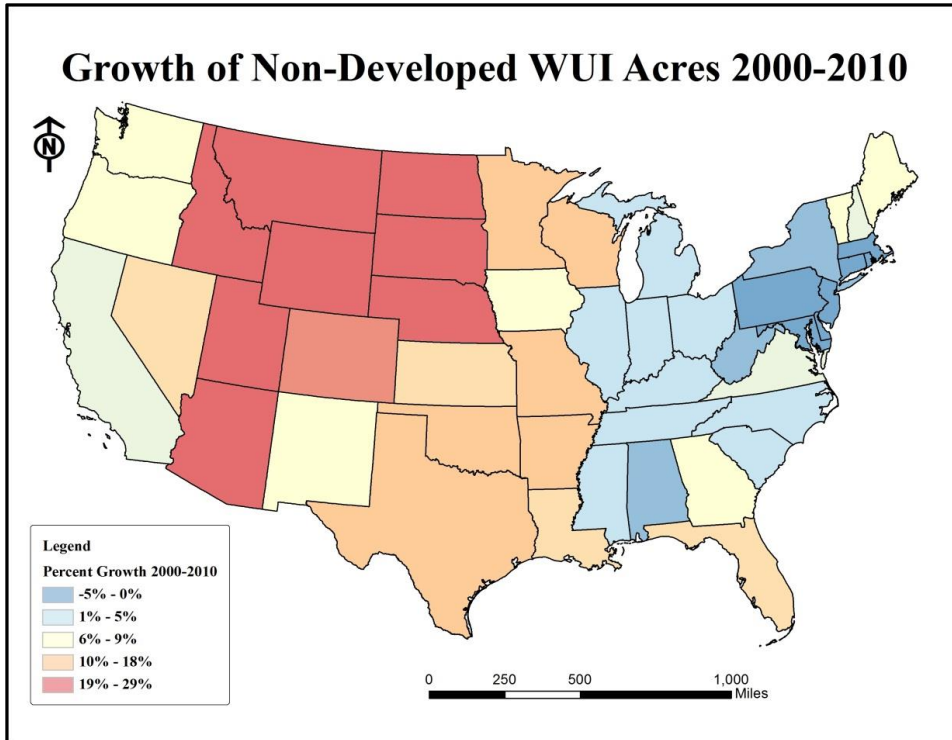 Growth of Non-Developed WUI Acres 2000-2010
N
Legend
Percent Growth 2000-2010
-5% - 0%
1% - 5%
6% - 9%
10% - 18%
19% - 29%
0 250 500 1,000
Miles